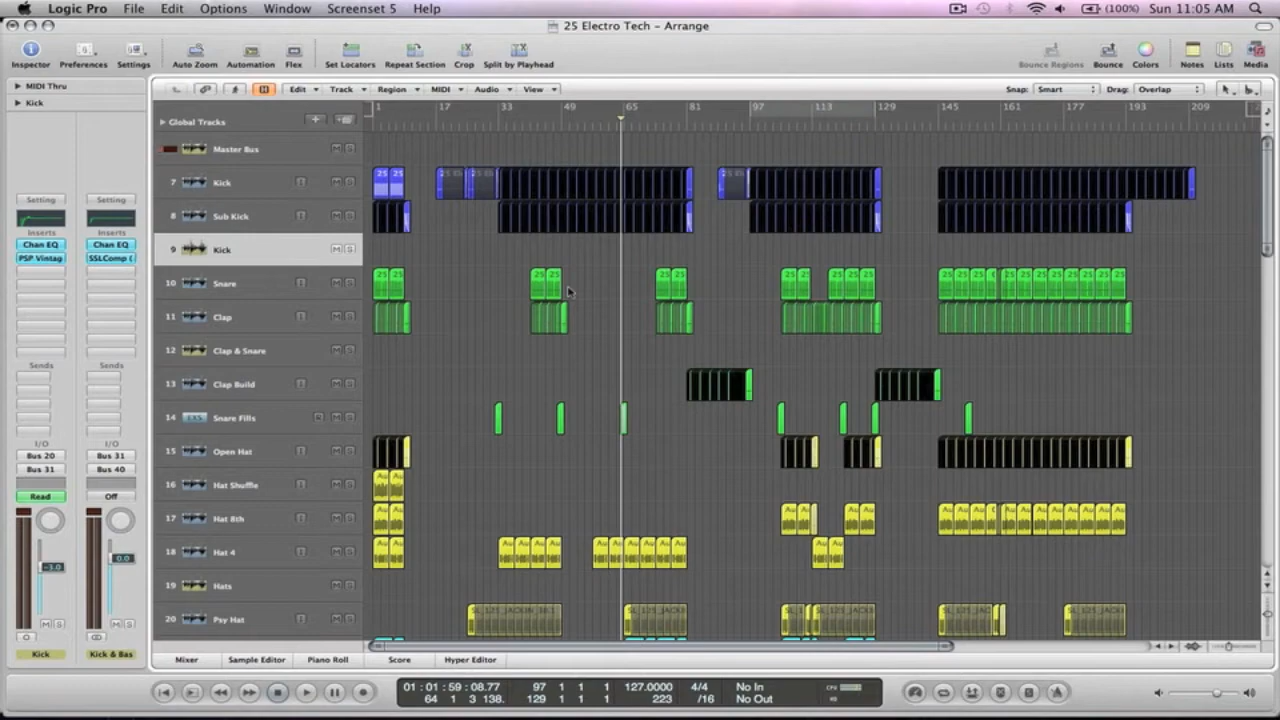 Logic Pro File Edit Options Window Screenset 5 Help (100%) Sun 11:05 AM
25 Electro Tech - Arrange
Inspector Preferences Settings Auto Zoom Automation Flex Set Locators Repeat Section Crop Split by Playhead Bounce Regions Bounce Colors Notes Lists Media
MIDI Thru
Kick
Edit Track Region MIDI Audio View Snap: Smart Drag: Overlap
1 17 33 49 65 81 97 113 129 145 161 177 193 209
Global Tracks
Master Bus M S
7 Kick I M S
8 Sub Kick I M S
9 Kick M S
10 Snare I M S
11 Clap I M S
12 Clap & Snare M S
13 Clap Build I M S
14 Snare Fills M S
15 Open Hat I M S
16 Hat Shuffle I M S
17 Hat 8th I M S
18 Hat 4 I M S
19 Hats M S
20 Psy Hat I M S
SL_125_JACKIN_38.1
Setting Setting
Inserts Inserts
Chan EQ Chan EQ
PSP Vintag SSLComp (
Sends Sends
I/O I/O
Bus 20 Bus 31
Bus 31 Bus 40
Read Off
-3.0 0.0
M S M S
Kick Kick & Bas
Mixer Sample Editor Piano Roll Score Hyper Editor
01:01:59:08.77 97 1 1 1 127.0000 4/4 No In CPU
64 1 3 138. 129 1 1 1 223 /16 No Out HD